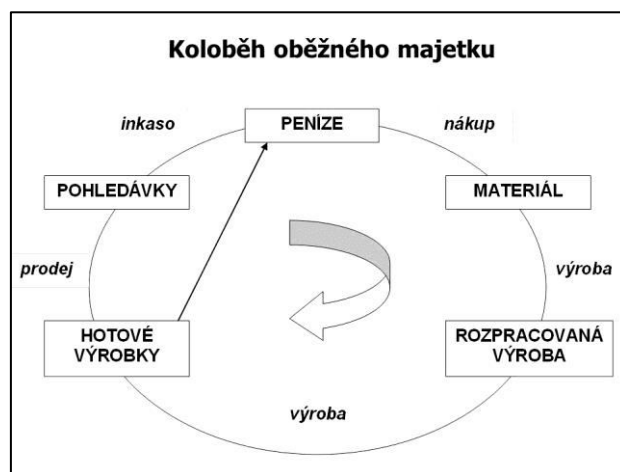 Koloběh oběžného majetku
inkaso
PENÍZE
nákup
POHLEDÁVKY
MATERIÁL
prodej
výroba
HOTOVÉ
VÝROBKY
ROZPRACOVANÁ
VÝROBA
výroba